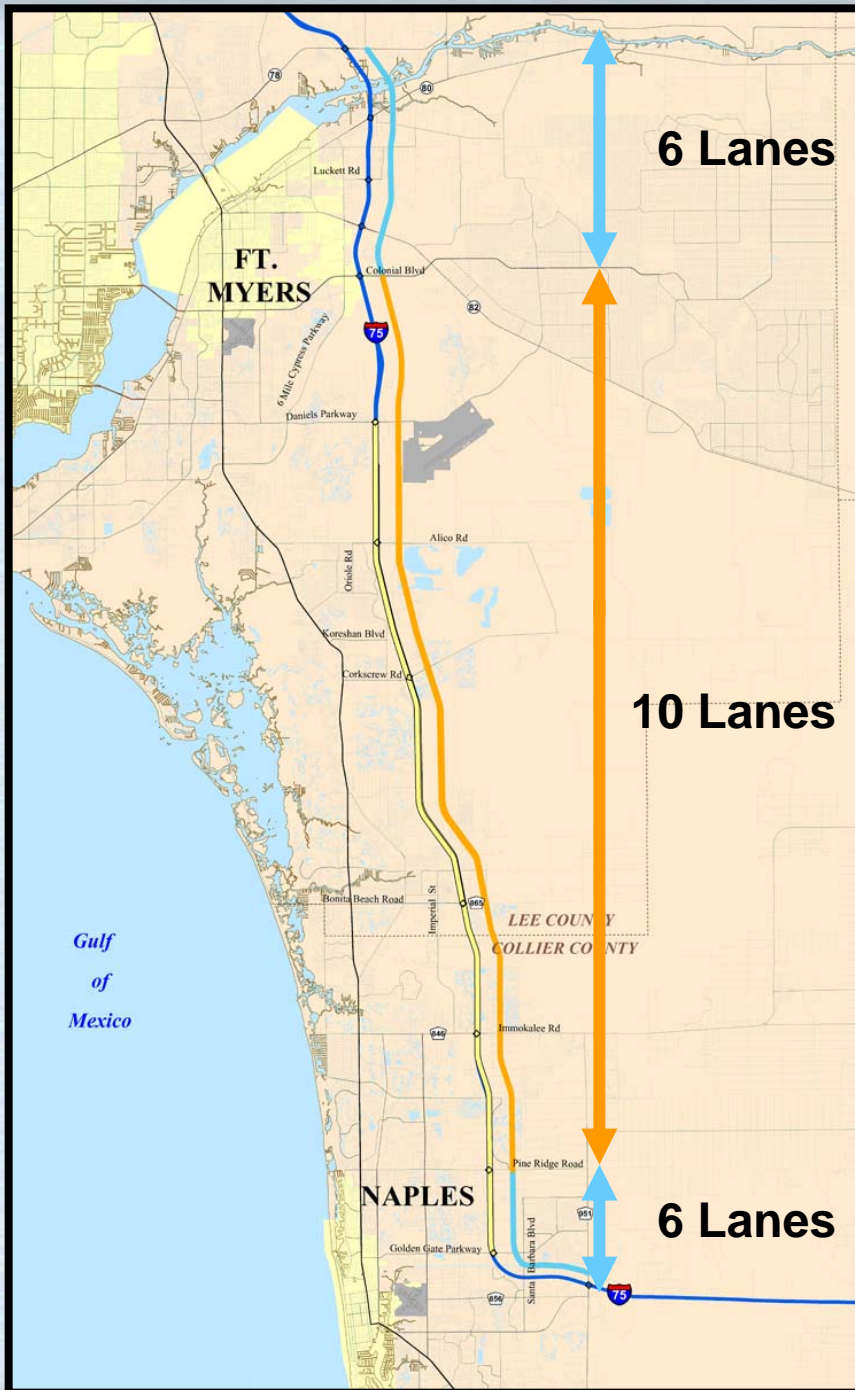 78
80
6 Lanes
Luckett Rd
FT.
MYERS
Colonial Blvd
82
75
6 Mile Cypress Parkway
Daniels Parkway
Alico Rd
Oriole Rd
Koreshan Blvd
Corkscrew Rd
10 Lanes
Imperial St
Bonita Beach Road
865
LEE COUNTY
COLLIER COUNTY
Gulf
of
Mexico
846
Immokalee Rd
Pine Ridge Road
NAPLES
951
6 Lanes
Santa Barbara Blvd
Golden Gate Parkway
856
75